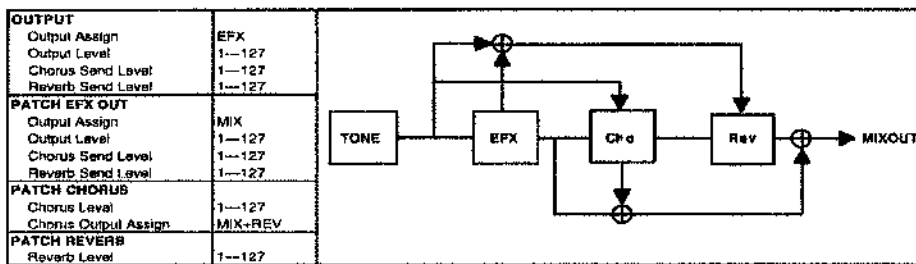 OUTPUT
Output Assign EFX
Output Level 1—127
Chorus Send Level 1—127
Reverb Send Level 1—127
PATCH EFX OUT
Output Assign MIX
Output Level 1—127
Chorus Send Level 1—127
Reverb Send Level 1—127
PATCH CHORUS
Chorus Level 1—127
Chorus Output Assign MIX+REV
PATCH REVERB
Reverb Level 1—127
TONE EFX Cho Rev MIXOUT